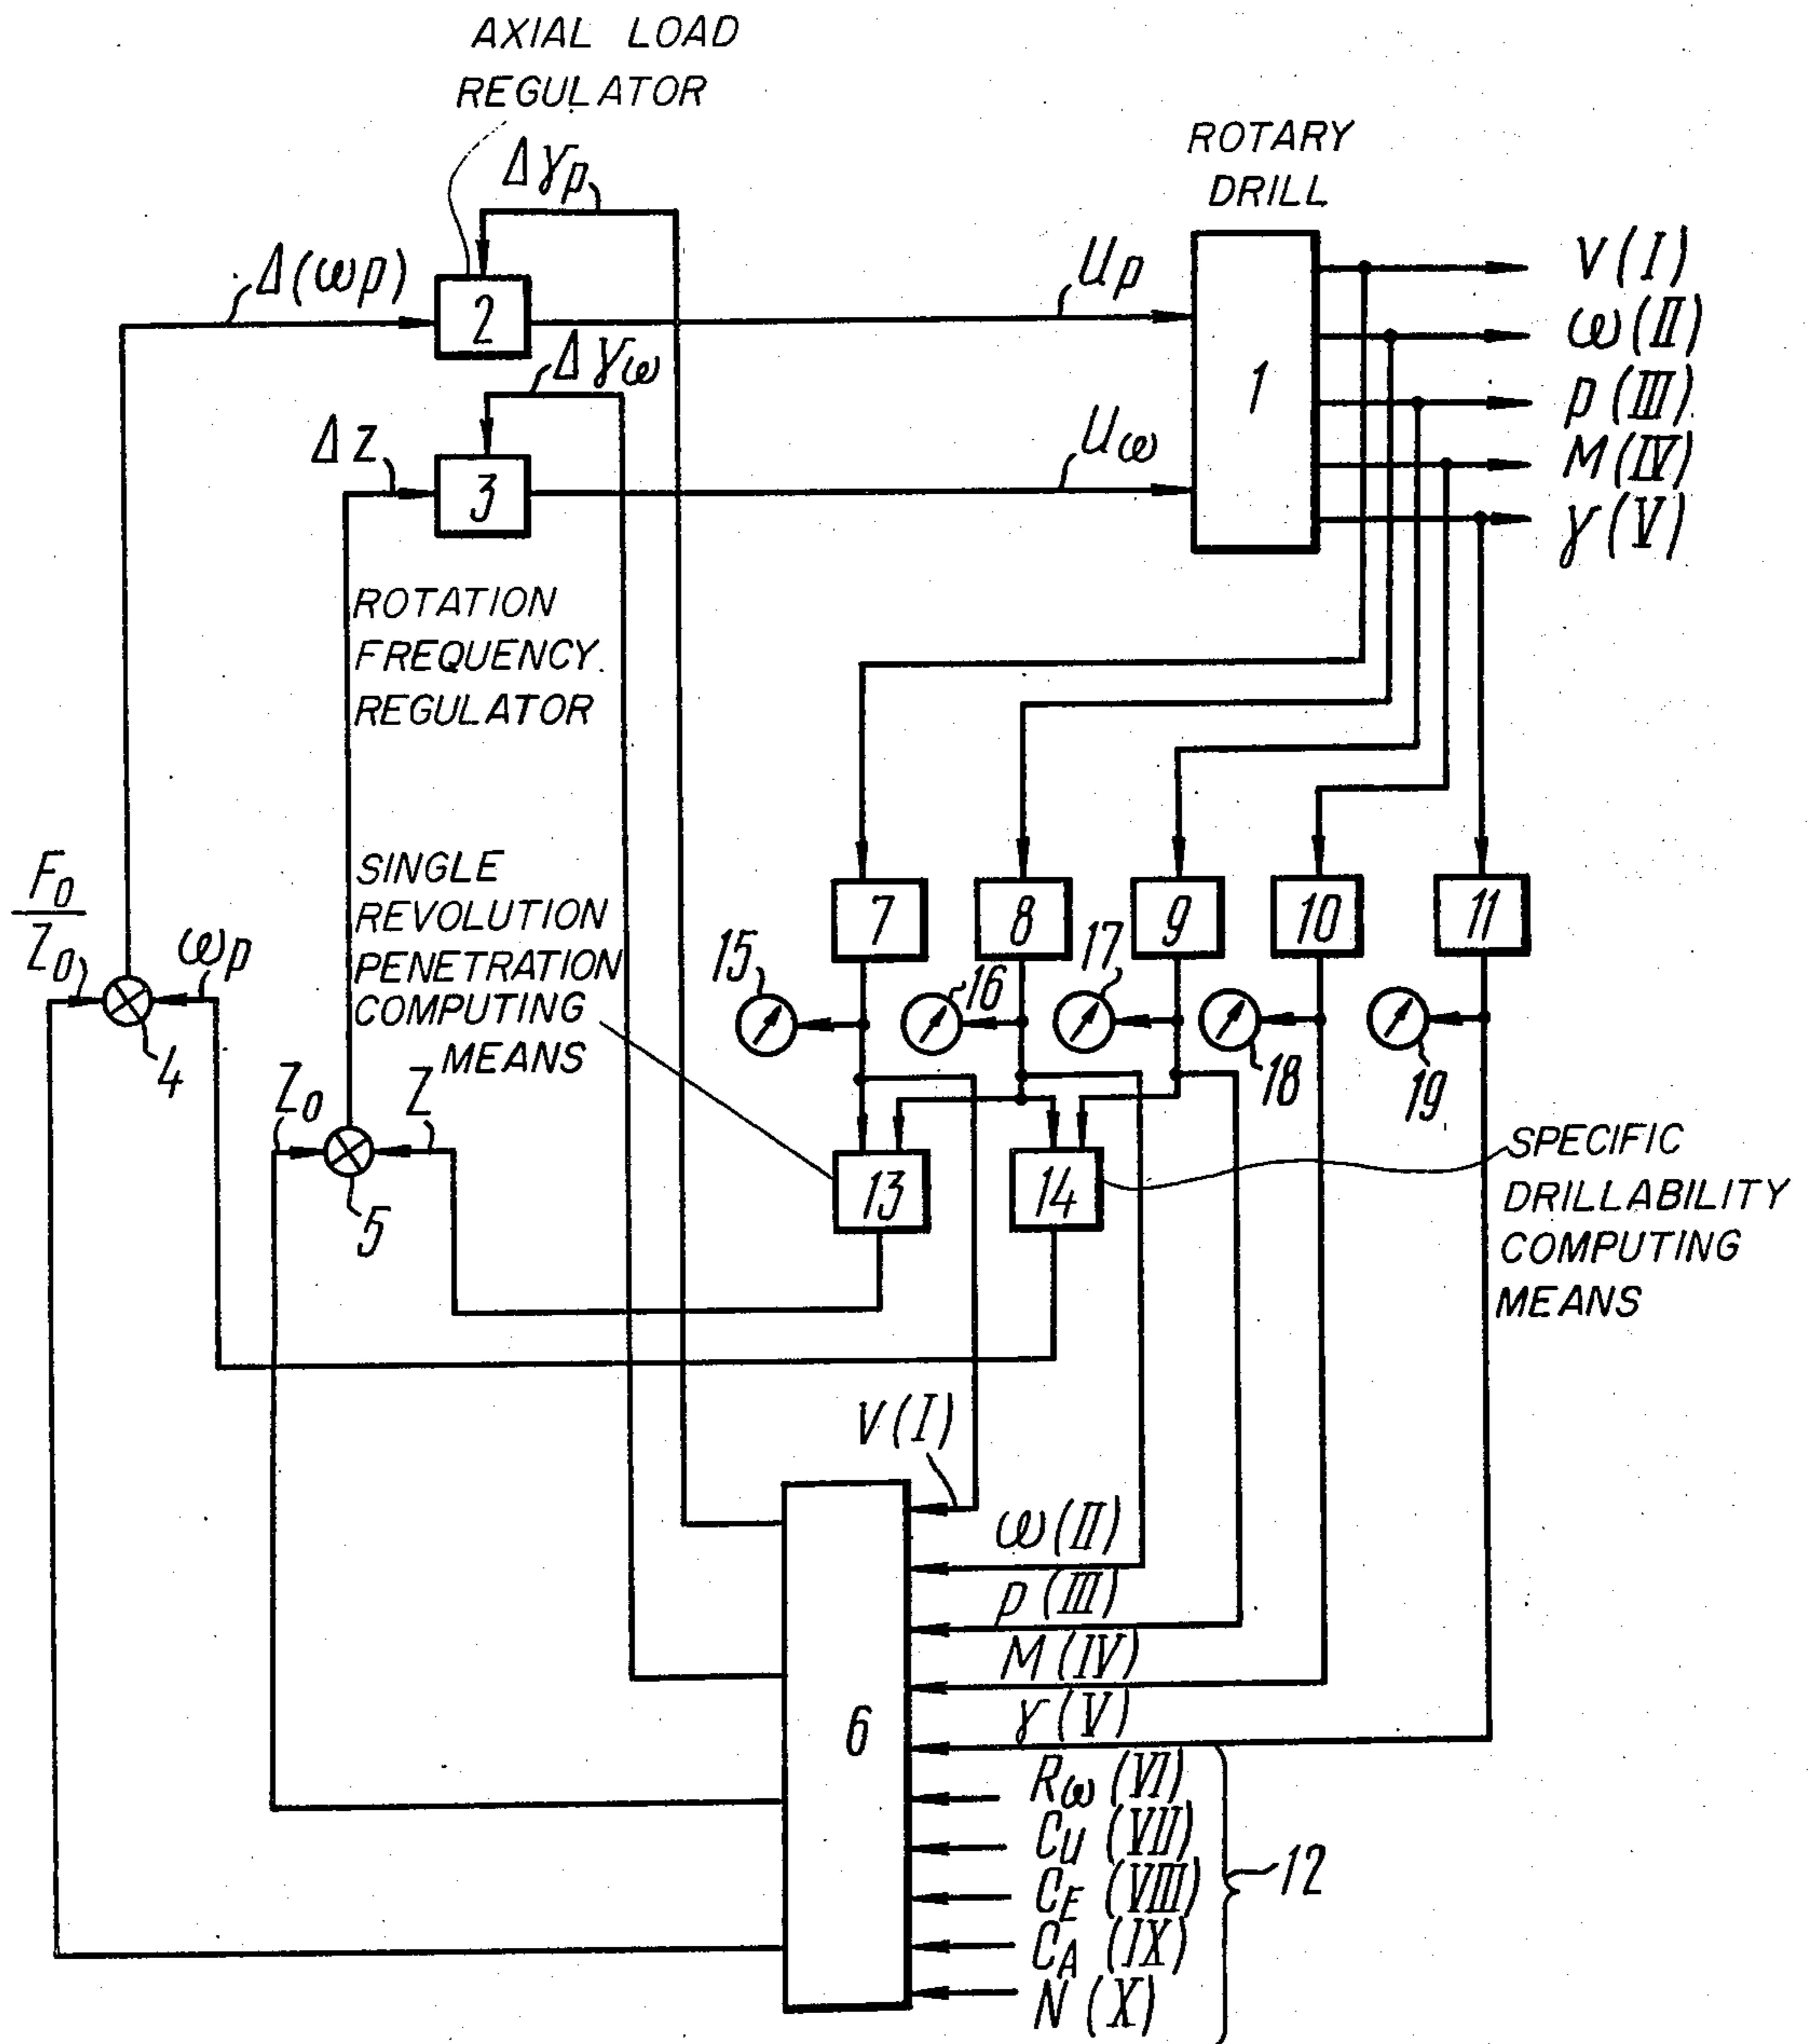 AXIAL LOAD
REGULATOR
ROTARY
DRILL
Δγp
Δ(ωp)
2
Up
1
V(I)
ω(II)
p(III)
M(IV)
γ(V)
Δγω
ΔZ
3
Uω
ROTATION
FREQUENCY
REGULATOR
SINGLE
REVOLUTION
PENETRATION
COMPUTING
MEANS
F0
Z0
ωp
4
Z0
Z
5
7
8
9
10
11
15
16
17
18
19
13
14
SPECIFIC
DRILLABILITY
COMPUTING
MEANS
V(I)
ω(II)
p(III)
M(IV)
γ(V)
6
Rω(VI)
CU(VII)
CE(VIII)
CA(IX)
N(X)
12